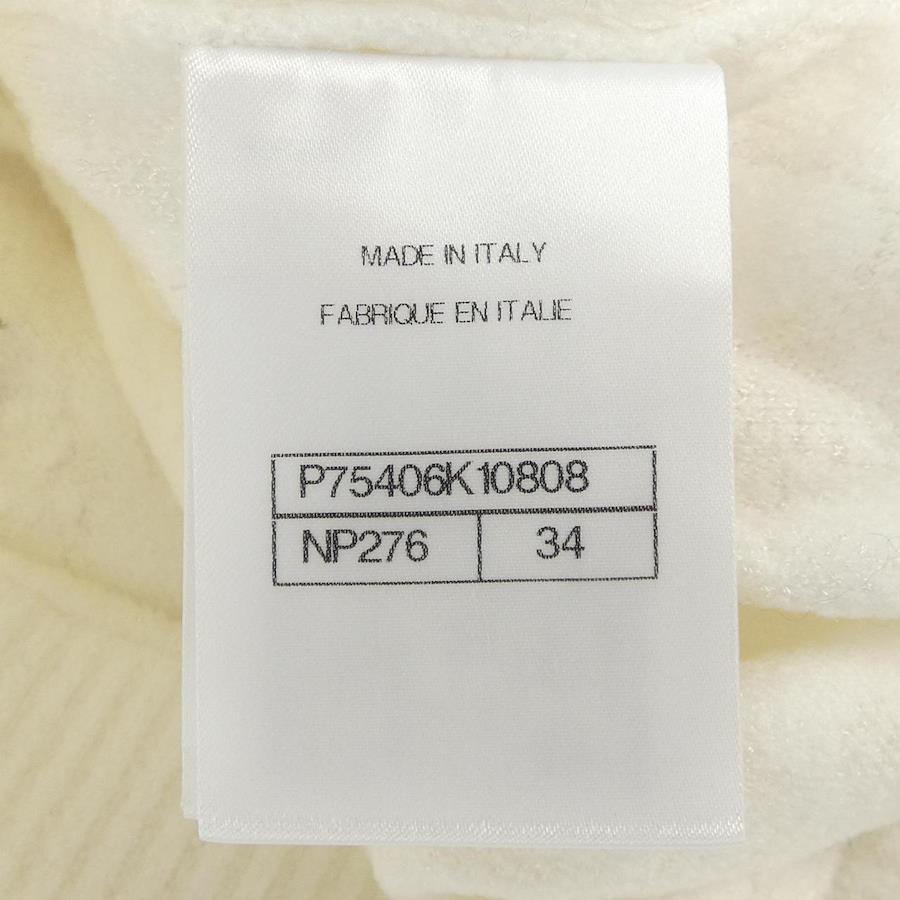 MADE IN ITALY
FABRIQUE EN ITALIE
P75406K10808
NP276 34